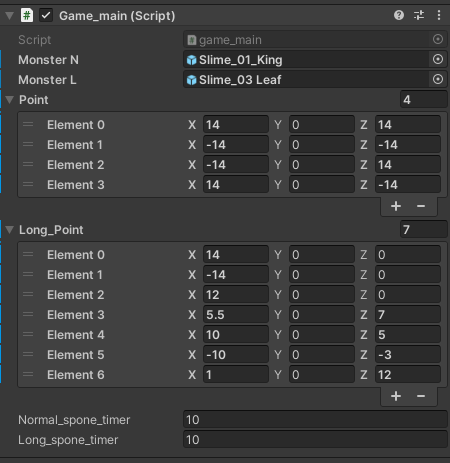 Game_main (Script)
Script game_main
Monster N Slime_01_King
Monster L Slime_03 Leaf
Point 4
Element 0 X 14 Y 0 Z 14
Element 1 X -14 Y 0 Z -14
Element 2 X -14 Y 0 Z 14
Element 3 X 14 Y 0 Z -14
+ −
Long_Point 7
Element 0 X 14 Y 0 Z 0
Element 1 X -14 Y 0 Z 0
Element 2 X 12 Y 0 Z 0
Element 3 X 5.5 Y 0 Z 7
Element 4 X 10 Y 0 Z 5
Element 5 X -10 Y 0 Z -3
Element 6 X 1 Y 0 Z 12
+ −
Normal_spone_timer 10
Long_spone_timer 10